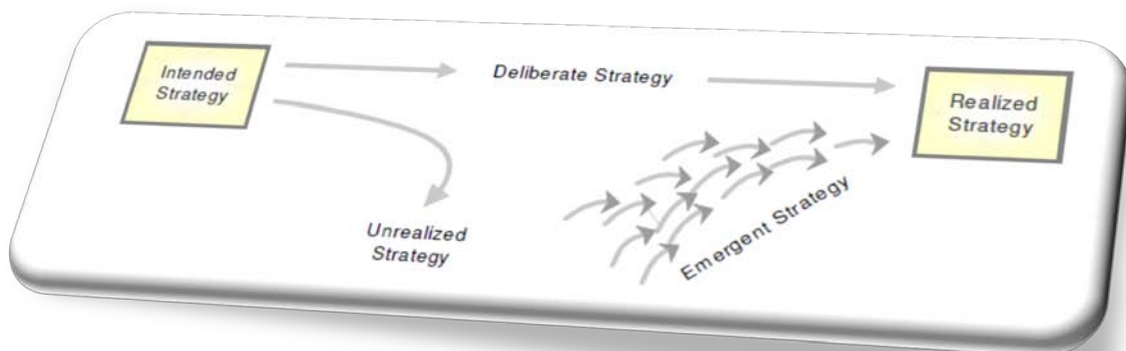 Intended
Strategy
Deliberate Strategy
Realized
Strategy
Unrealized
Strategy
Emergent Strategy